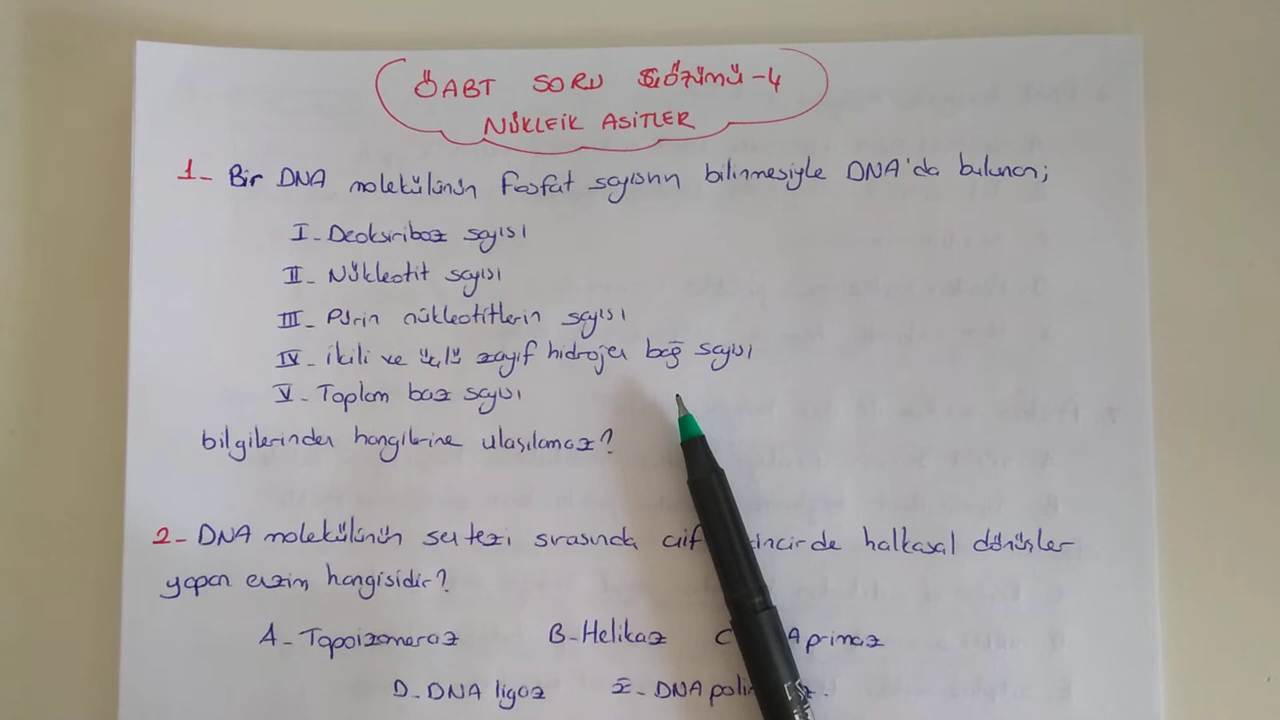 ÖABT SORU ÇÖZÜMÜ-4
NÜKLEİK ASİTLER
1- Bir DNA molekülünün fosfat sayısının bilinmesiyle DNA'da bulunan;
I- Deoksiriboz sayısı
II- Nükleotit sayısı
III- Pürin nükleotitlerin sayısı
IV- İkili ve üçlü zayıf hidrojen bağ sayısı
V- Toplam baz sayısı
bilgilerinden hangilerine ulaşılamaz?
2- DNA molekülünün sentezi sırasında zincirde halkasal dönüşler
yapan enzim hangisidir?
A- Topoizomeraz B- Helikaz C primaz
D- DNA ligaz E- DNA